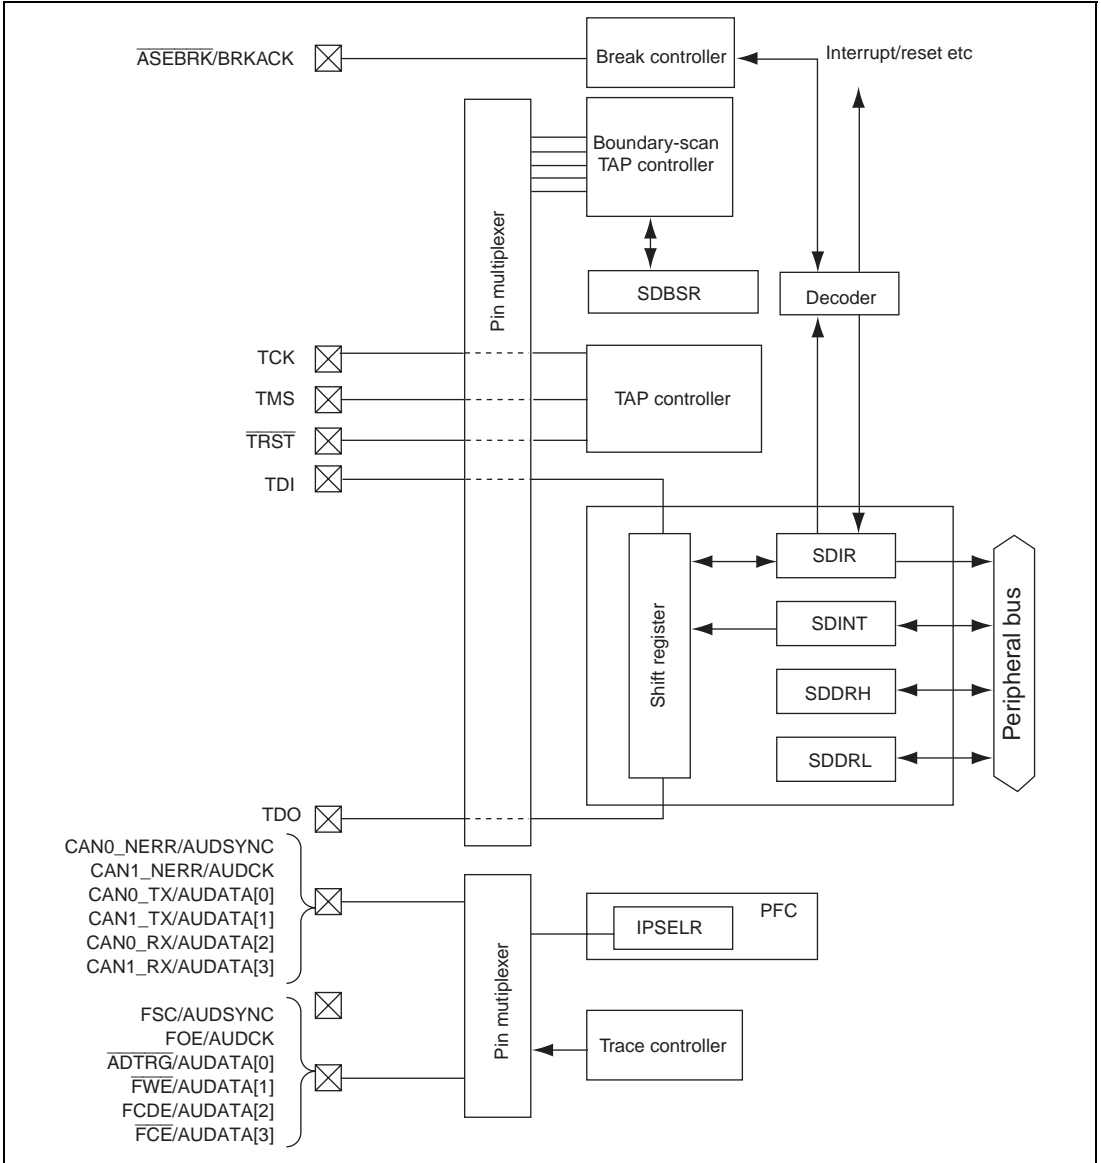 ASEBRK/BRKACK
Break controller
Interrupt/reset etc
Boundary-scan
TAP controller
Pin multiplexer
SDBSR
Decoder
TCK
TMS
TRST
TDI
TAP controller
Shift register
SDIR
SDINT
SDDRH
SDDRL
Peripheral bus
TDO
CAN0_NERR/AUDSYNC
CAN1_NERR/AUDCK
CAN0_TX/AUDATA[0]
CAN1_TX/AUDATA[1]
CAN0_RX/AUDATA[2]
CAN1_RX/AUDATA[3]
Pin mutiplexer
PFC
IPSELR
Trace controller
FSC/AUDSYNC
FOE/AUDCK
ADTRG/AUDATA[0]
FWE/AUDATA[1]
FCDE/AUDATA[2]
FCE/AUDATA[3]